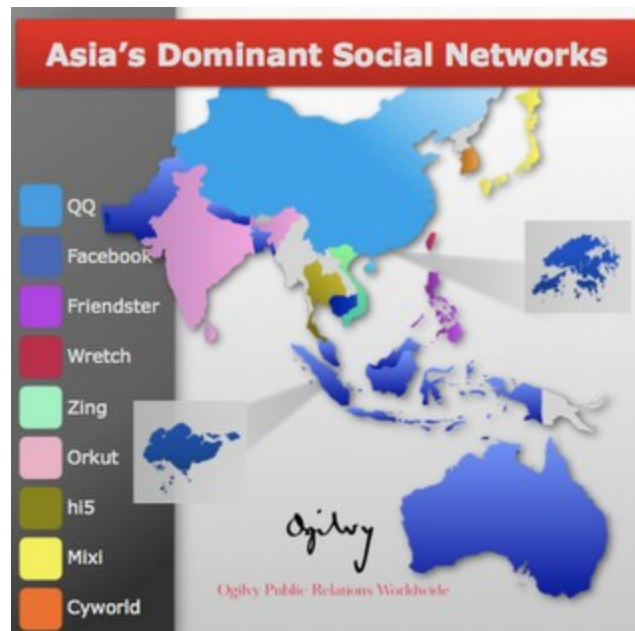 Asia's Dominant Social Networks
QQ
Facebook
Friendster
Wretch
Zing
Orkut
hi5
Mixi
Cyworld
Ogilvy
Ogilvy Public Relations Worldwide